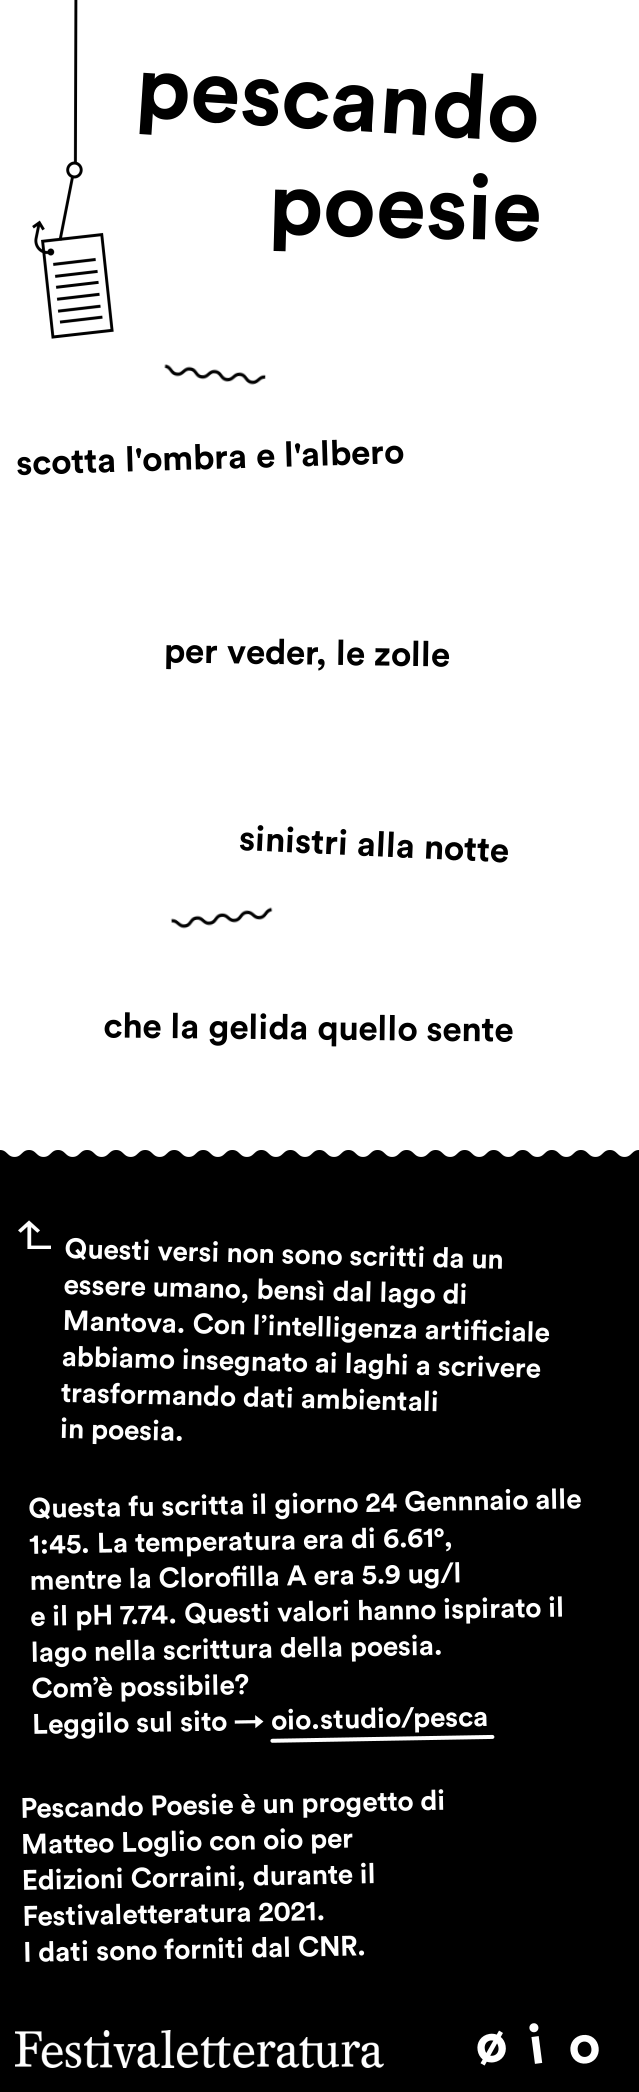 pescando
poesie
scotta l'ombra e l'albero
per veder, le zolle
sinistri alla notte
che la gelida quello sente
Questi versi non sono scritti da un
essere umano, bensì dal lago di
Mantova. Con l’intelligenza artificiale
abbiamo insegnato ai laghi a scrivere
trasformando dati ambientali
in poesia.
Questa fu scritta il giorno 24 Gennnaio alle
1:45. La temperatura era di 6.61°,
mentre la Clorofilla A era 5.9 ug/l
e il pH 7.74. Questi valori hanno ispirato il
lago nella scrittura della poesia.
Com’è possibile?
Leggilo sul sito → oio.studio/pesca
Pescando Poesie è un progetto di
Matteo Loglio con oio per
Edizioni Corraini, durante il
Festivaletteratura 2021.
I dati sono forniti dal CNR.
Festivaletteratura øio